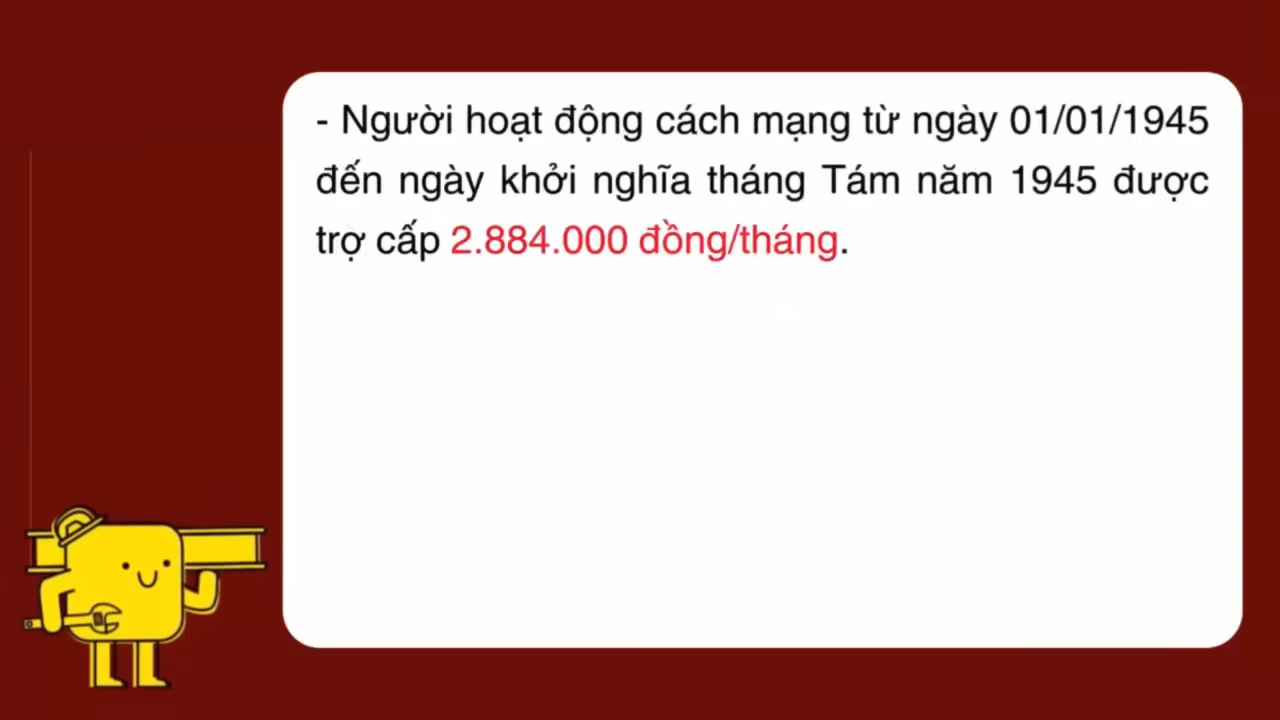 - Người hoạt động cách mạng từ ngày 01/01/1945
đến ngày khởi nghĩa tháng Tám năm 1945 được
trợ cấp 2.884.000 đồng/tháng.